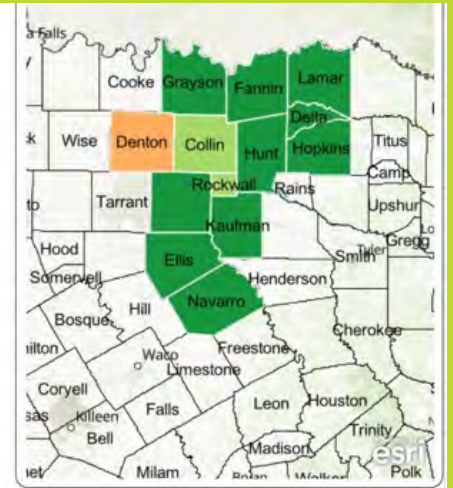 Falls
Cooke Grayson Fannin Lamar
Delta
Wise Denton Collin Hunt Hopkins Titus
Camp
Rockwall Rains
Tarrant Upshur
Kaufman
Hood Smith Tyler Gregg
Ellis
Somervell Henderson
Navarro
Hill
Bosque Cherokee
Freestone
Waco
Limestone
Coryell
Leon Houston
Falls
Killeen
Bell Trinity
Madison esri
Milam Polk